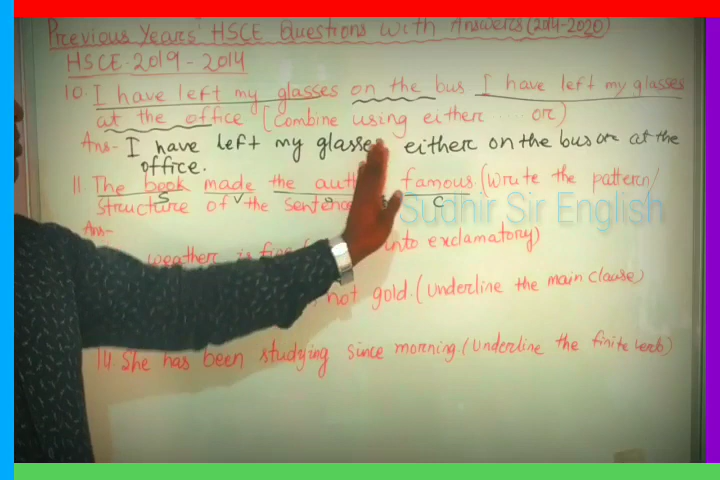 Previous Years' HSCE Questions With Answers (2014-2020)
HSCE-2019-2014
10. I have left my glasses on the bus I have left my glasses
at the office [combine using either ... or)
Ans- I have left my glasses either on the bus or at the
office.
11 The book made the famous. (Write the pattern/
S V C
structure of the
Sudhir Sir English
Ans-
weather is into exclamatory)
not gold. (Underline the main clause)
14. She has been studying since morning. (Underline the finite verb)